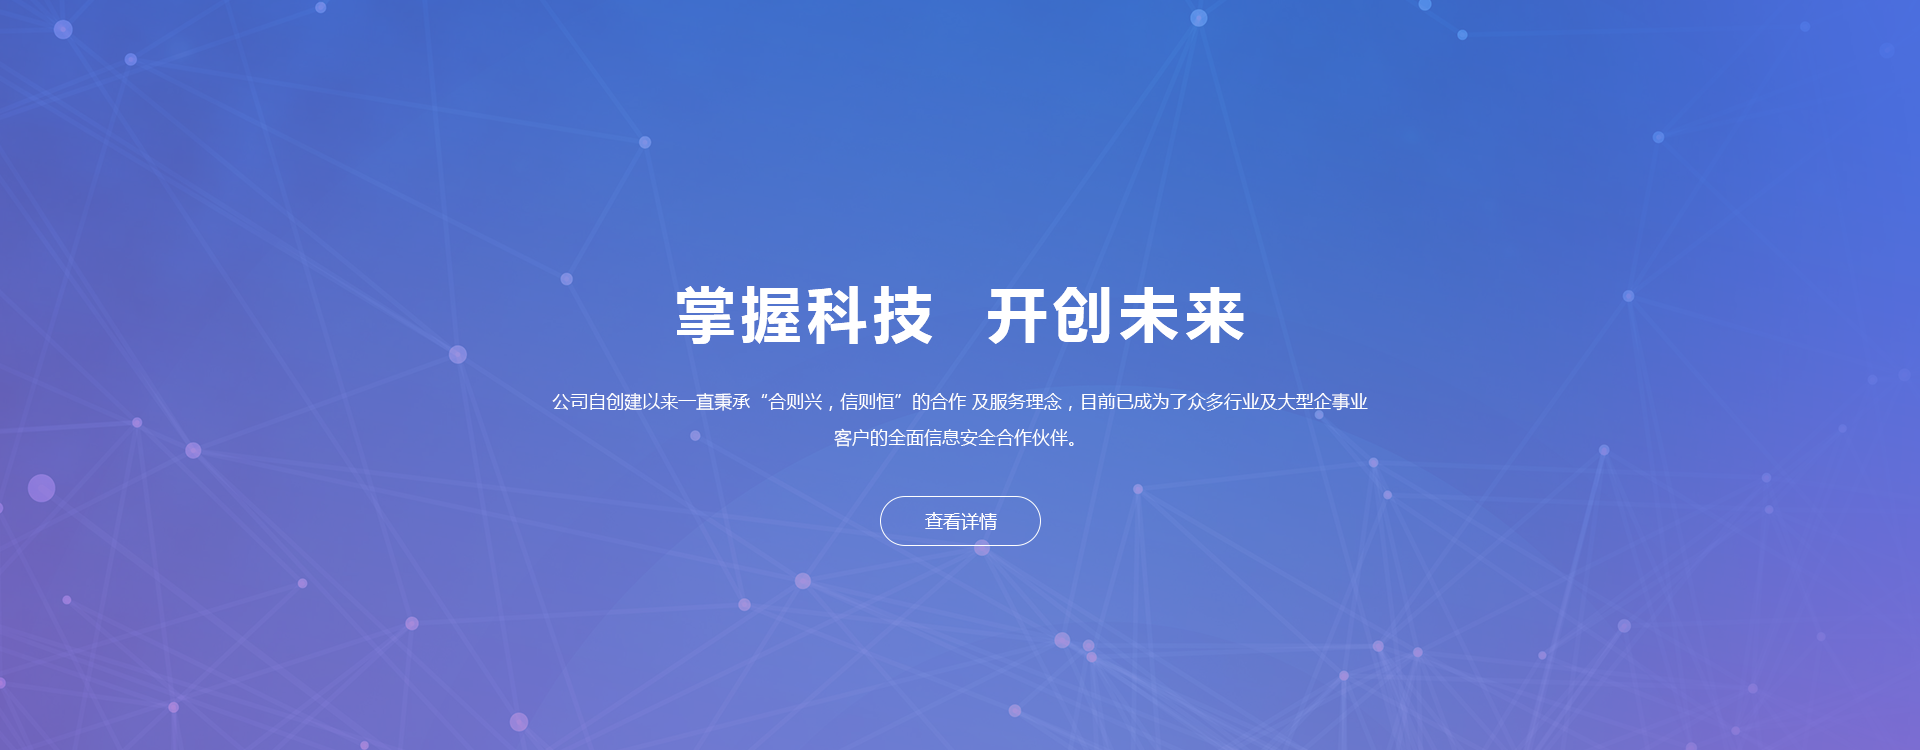 掌握科技 开创未来
公司自创建以来一直秉承“合则兴，信则恒”的合作 及服务理念，目前已成为了众多行业及大型企事业
客户的全面信息安全合作伙伴。
查看详情